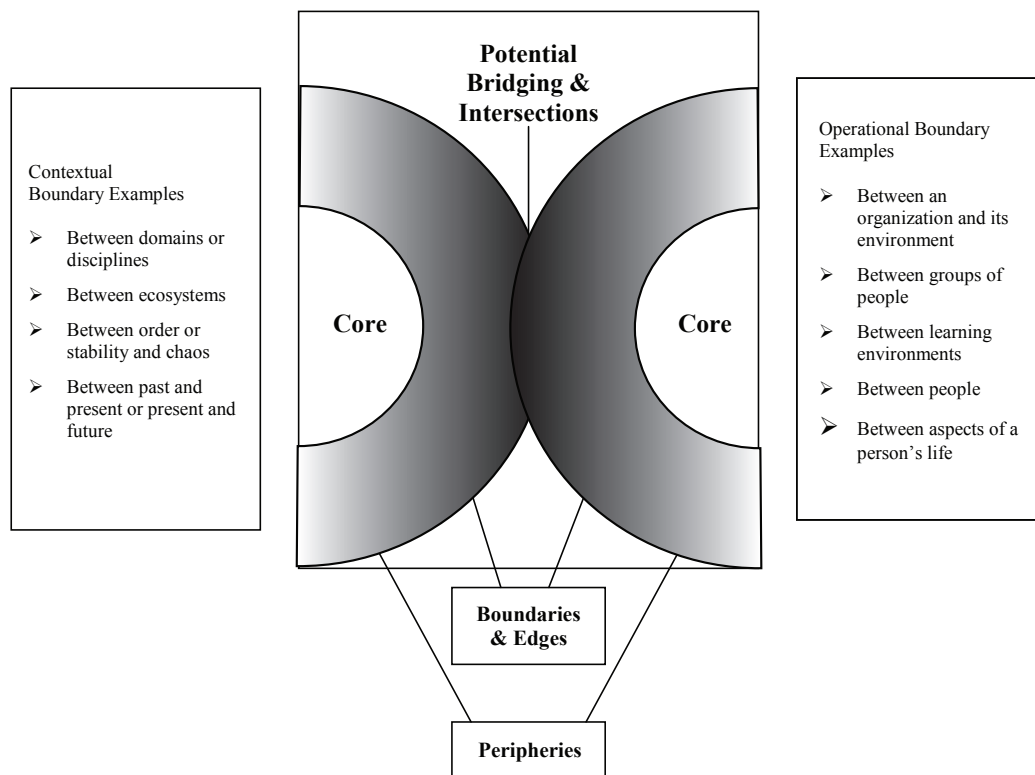 Potential
Bridging &
Intersections
Contextual
Boundary Examples
➢ Between domains or
disciplines
➢ Between ecosystems
➢ Between order or
stability and chaos
➢ Between past and
present or present and
future
Core
Core
Operational Boundary
Examples
➢ Between an
organization and its
environment
➢ Between groups of
people
➢ Between learning
environments
➢ Between people
➢ Between aspects of a
person’s life
Boundaries
& Edges
Peripheries